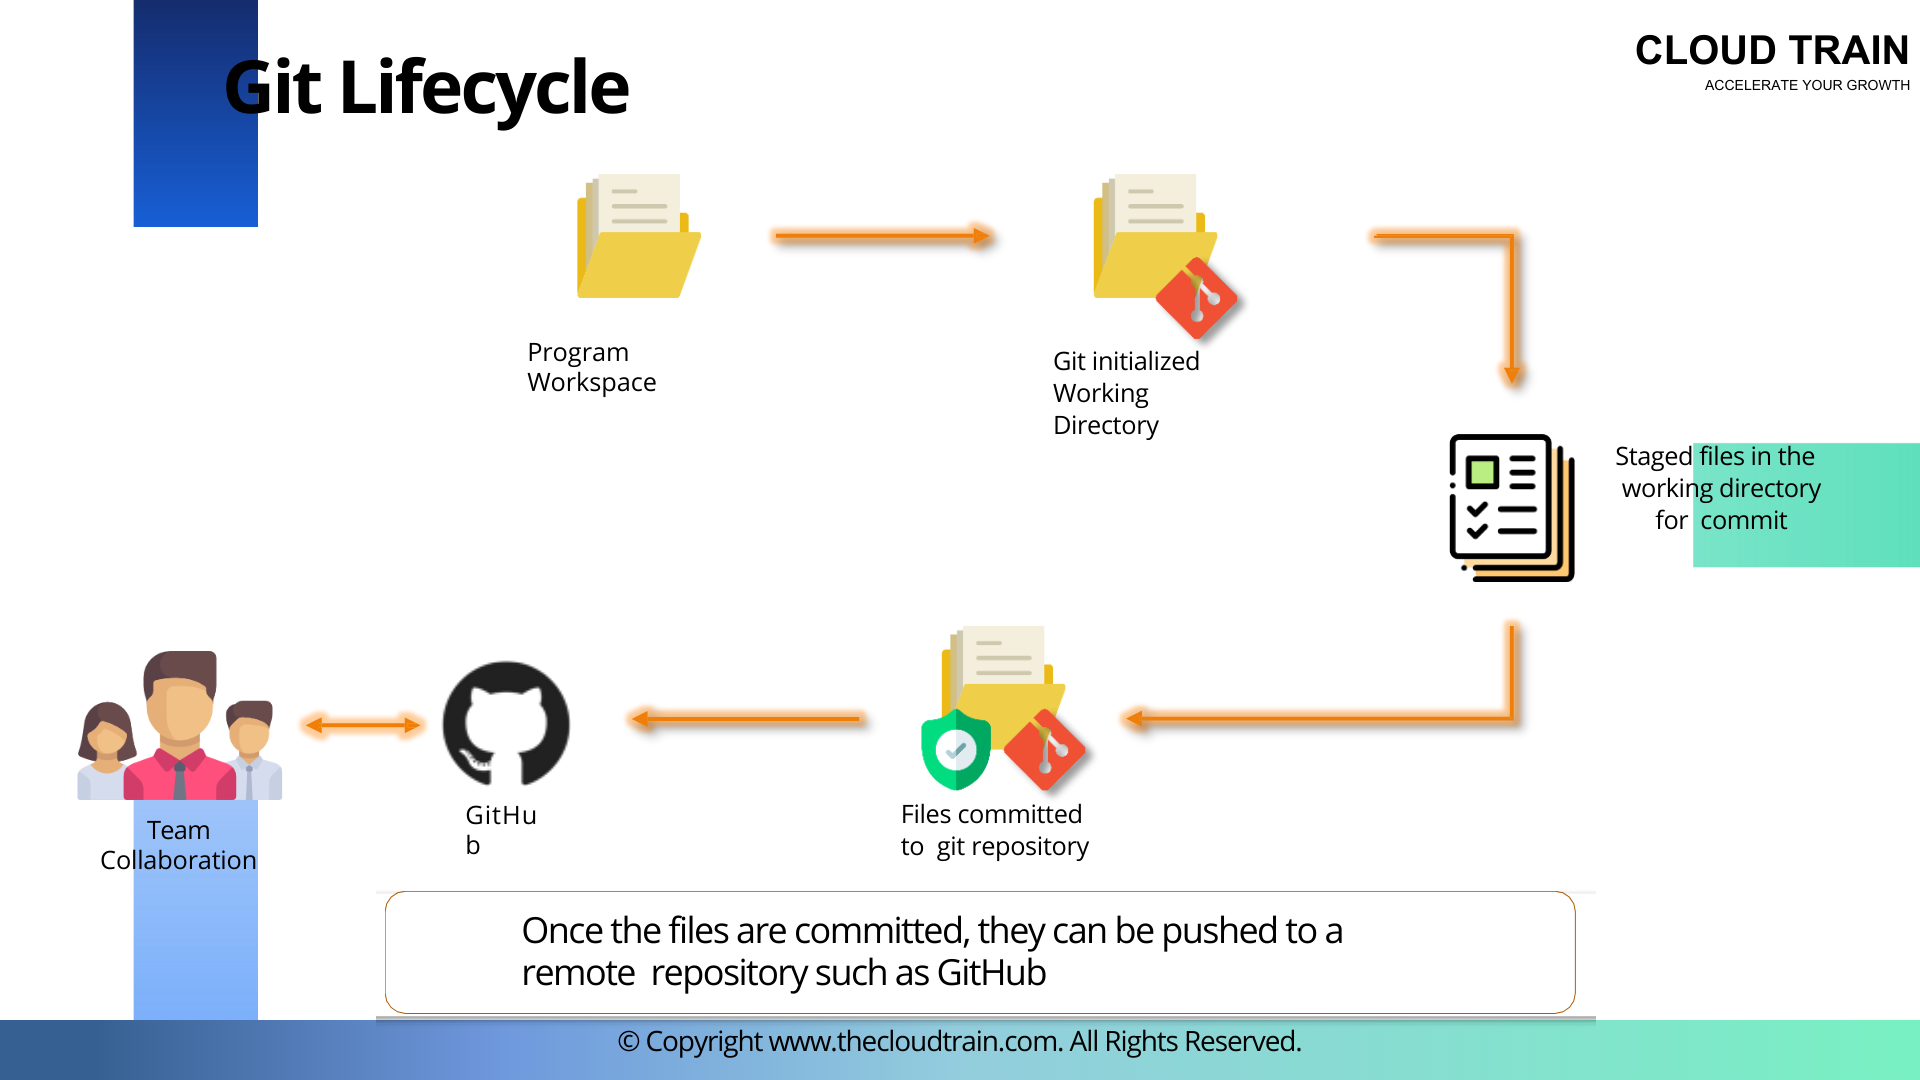 Git Lifecycle
CLOUD TRAIN
ACCELERATE YOUR GROWTH
Program
Workspace
Git initialized
Working
Directory
Staged files in the
working directory
for commit
Team
Collaboration
GitHu
b
Files committed
to git repository
Once the files are committed, they can be pushed to a
remote repository such as GitHub
© Copyright www.thecloudtrain.com. All Rights Reserved.